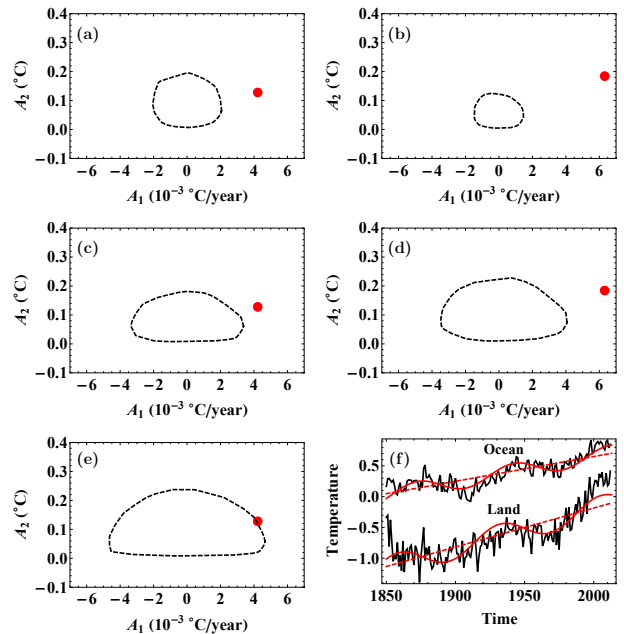 (a)
0.4
0.3
0.2
0.1
0.0
−0.1
A₂ (°C)
−6 −4 −2 0 2 4 6
A₁ (10⁻³ °C/year)
(b)
0.4
0.3
0.2
0.1
0.0
−0.1
A₂ (°C)
−6 −4 −2 0 2 4 6
A₁ (10⁻³ °C/year)
(c)
0.4
0.3
0.2
0.1
0.0
−0.1
A₂ (°C)
−6 −4 −2 0 2 4 6
A₁ (10⁻³ °C/year)
(d)
0.4
0.3
0.2
0.1
0.0
−0.1
A₂ (°C)
−6 −4 −2 0 2 4 6
A₁ (10⁻³ °C/year)
(e)
0.4
0.3
0.2
0.1
0.0
−0.1
A₂ (°C)
−6 −4 −2 0 2 4 6
A₁ (10⁻³ °C/year)
(f)
Ocean
Land
0.5
0.0
−0.5
−1.0
Temperature
1850 1900 1950 2000
Time